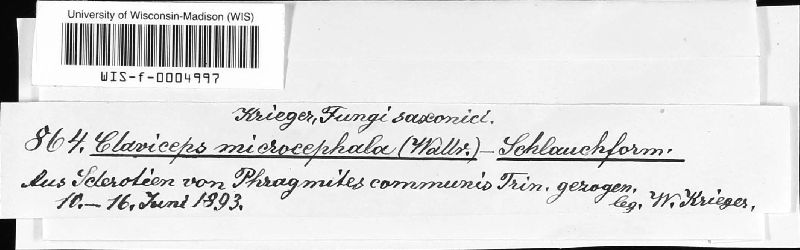 University of Wisconsin-Madison (WIS)
WIS-f-0004997
Krieger, Fungi saxonici.
864. Claviceps microcephala (Wallr.) - Schlauchform.
Aus Sclerotien von Phragmites communis Trin. gezogen.
10.-16. Juni 1893. leg. W. Krieger.